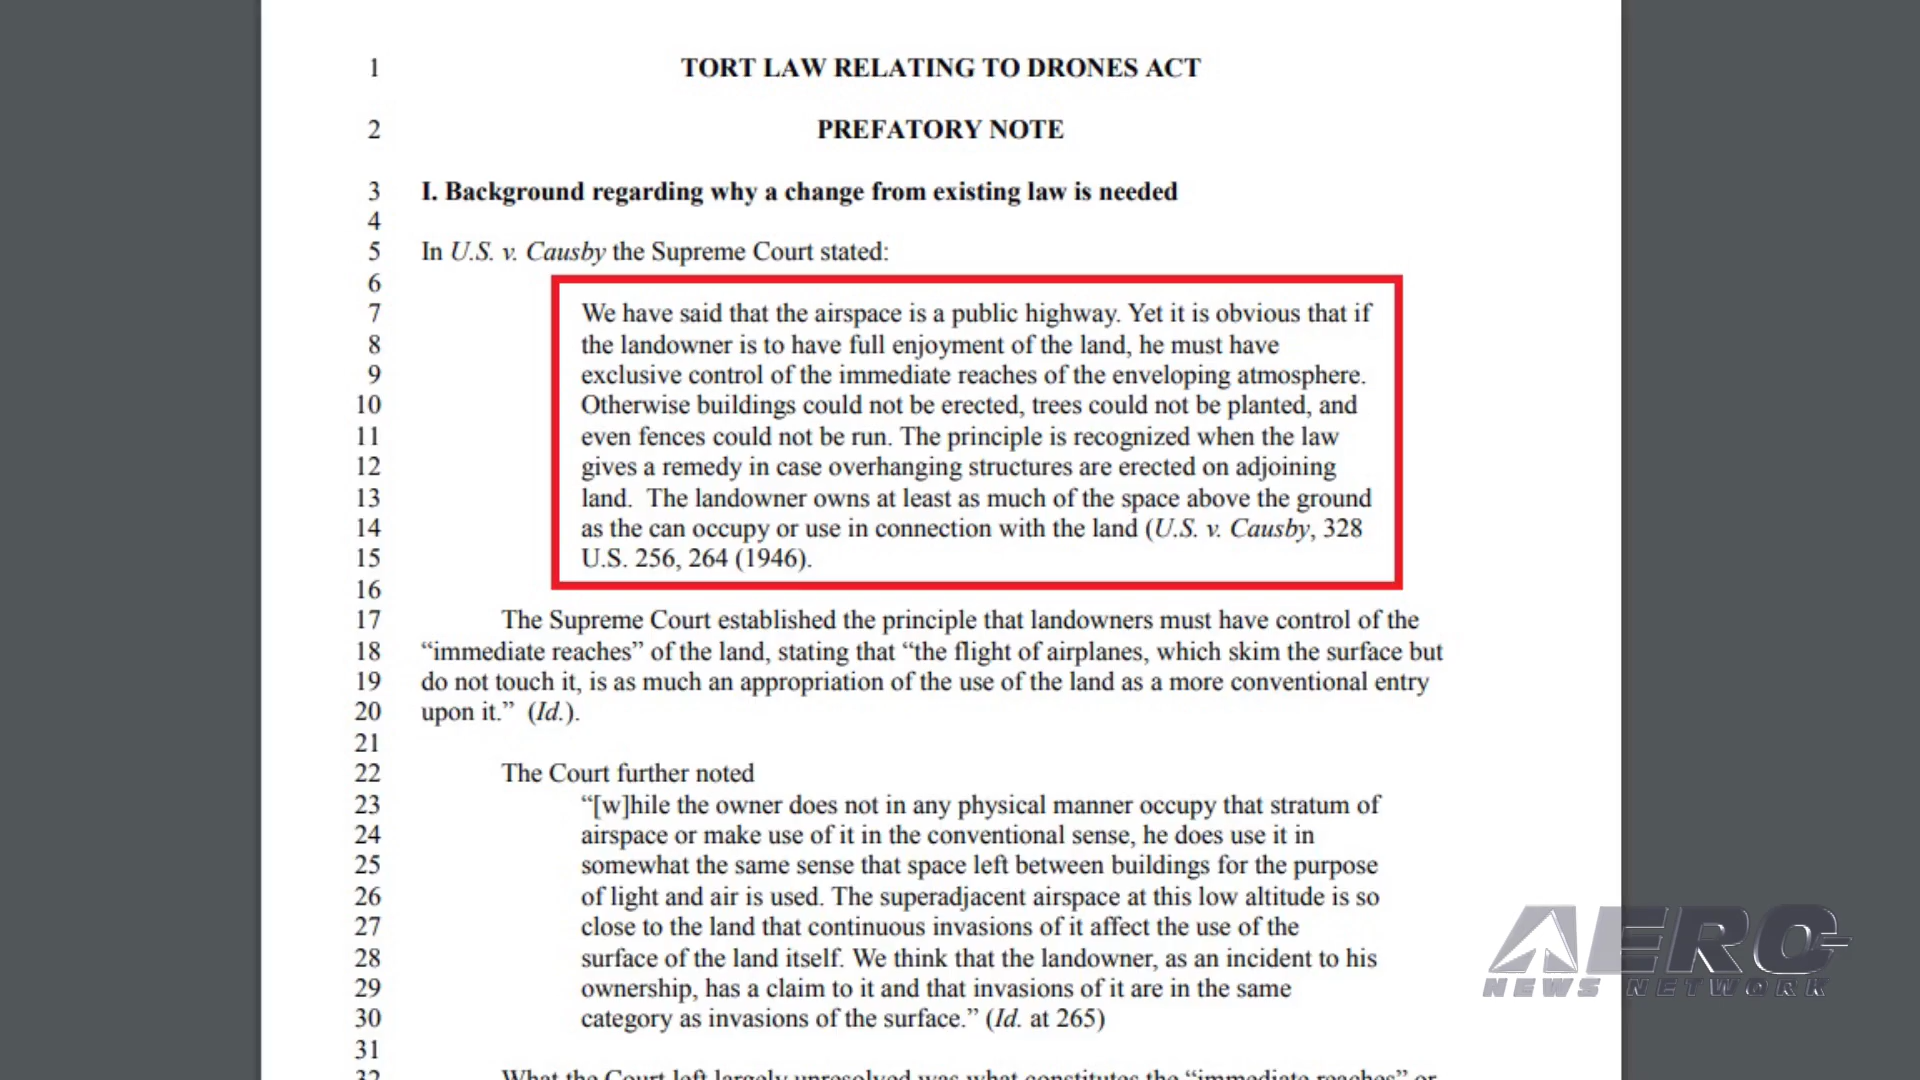 1 TORT LAW RELATING TO DRONES ACT
2 PREFATORY NOTE
3 I. Background regarding why a change from existing law is needed
4
5 In U.S. v. Causby the Supreme Court stated:
6
7 We have said that the airspace is a public highway. Yet it is obvious that if
8 the landowner is to have full enjoyment of the land, he must have
9 exclusive control of the immediate reaches of the enveloping atmosphere.
10 Otherwise buildings could not be erected, trees could not be planted, and
11 even fences could not be run. The principle is recognized when the law
12 gives a remedy in case overhanging structures are erected on adjoining
13 land.  The landowner owns at least as much of the space above the ground
14 as the can occupy or use in connection with the land (U.S. v. Causby, 328
15 U.S. 256, 264 (1946).
16
17 The Supreme Court established the principle that landowners must have control of the
18 “immediate reaches” of the land, stating that “the flight of airplanes, which skim the surface but
19 do not touch it, is as much an appropriation of the use of the land as a more conventional entry
20 upon it.”  (Id.).
21
22 The Court further noted
23 “[w]hile the owner does not in any physical manner occupy that stratum of
24 airspace or make use of it in the conventional sense, he does use it in
25 somewhat the same sense that space left between buildings for the purpose
26 of light and air is used. The superadjacent airspace at this low altitude is so
27 close to the land that continuous invasions of it affect the use of the
28 surface of the land itself. We think that the landowner, as an incident to his
29 ownership, has a claim to it and that invasions of it are in the same
30 category as invasions of the surface.” (Id. at 265)
31
32 What the Court left largely unresolved was what constitutes the “immediate reaches” or
AERO
NEWS NETWORK